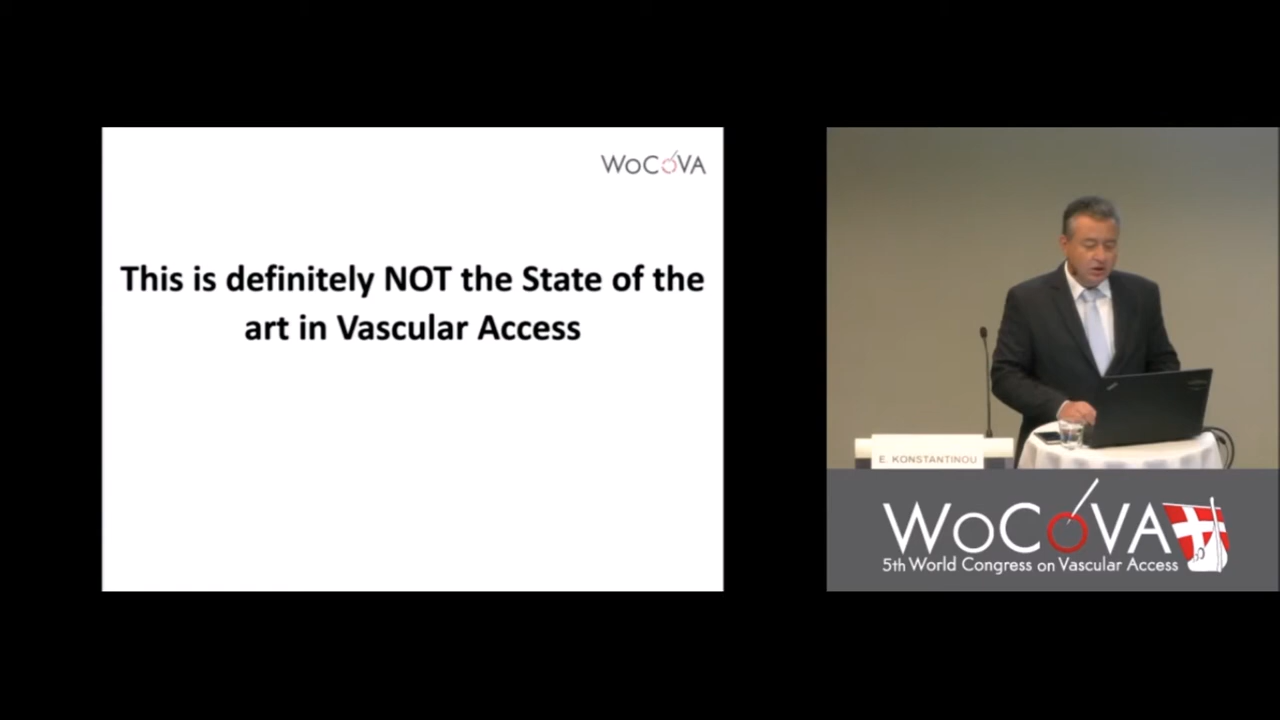 WoCoVA
This is definitely NOT the State of the
art in Vascular Access
E. KONSTANTINOU
WoCoVA
5th World Congress on Vascular Access